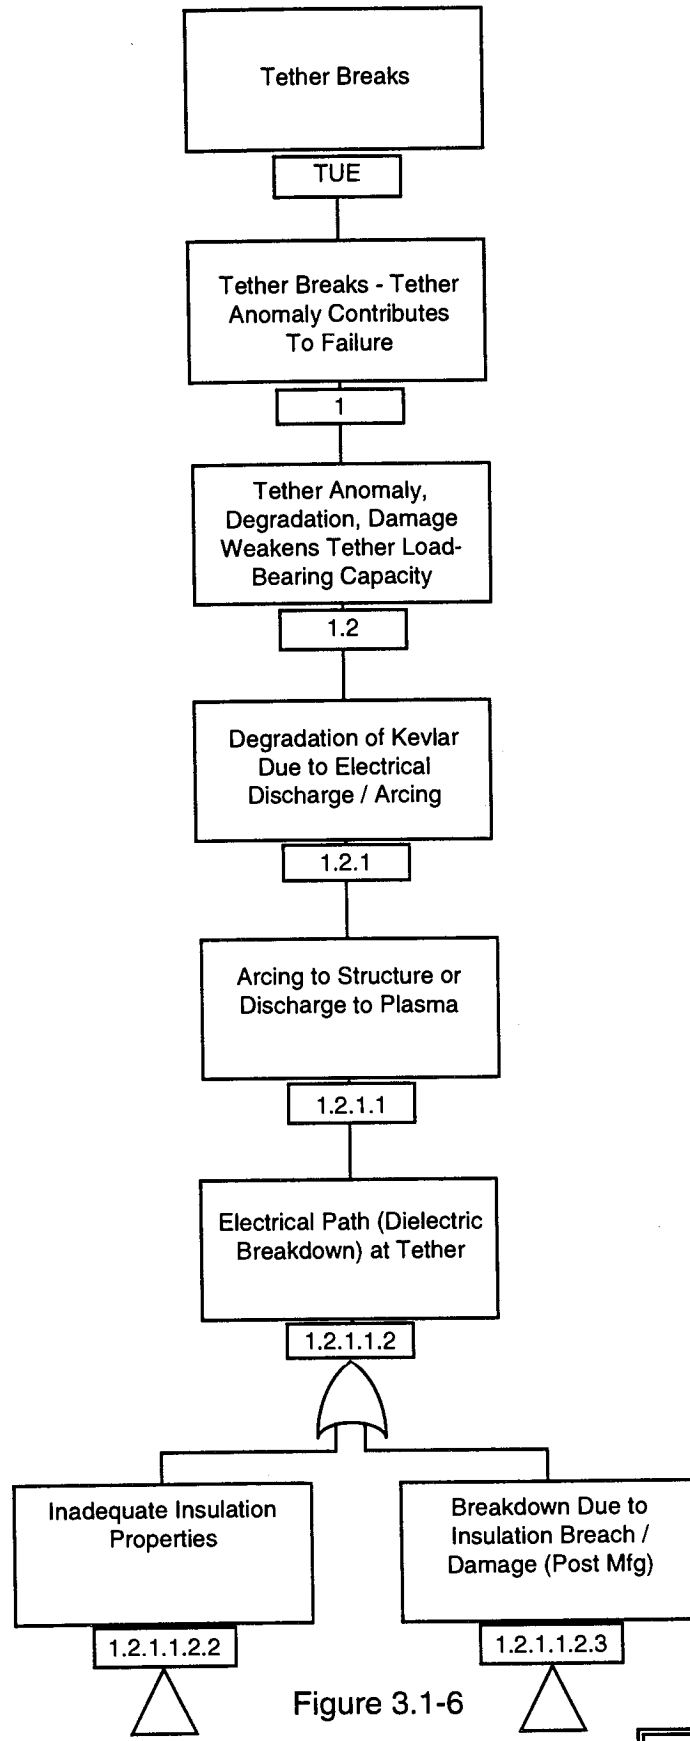 Tether Breaks
TUE
Tether Breaks - Tether
Anomaly Contributes
To Failure
1
Tether Anomaly,
Degradation, Damage
Weakens Tether Load-
Bearing Capacity
1.2
Degradation of Kevlar
Due to Electrical
Discharge / Arcing
1.2.1
Arcing to Structure or
Discharge to Plasma
1.2.1.1
Electrical Path (Dielectric
Breakdown) at Tether
1.2.1.1.2
Inadequate Insulation
Properties
1.2.1.1.2.2
Breakdown Due to
Insulation Breach /
Damage (Post Mfg)
1.2.1.1.2.3
Figure 3.1-6